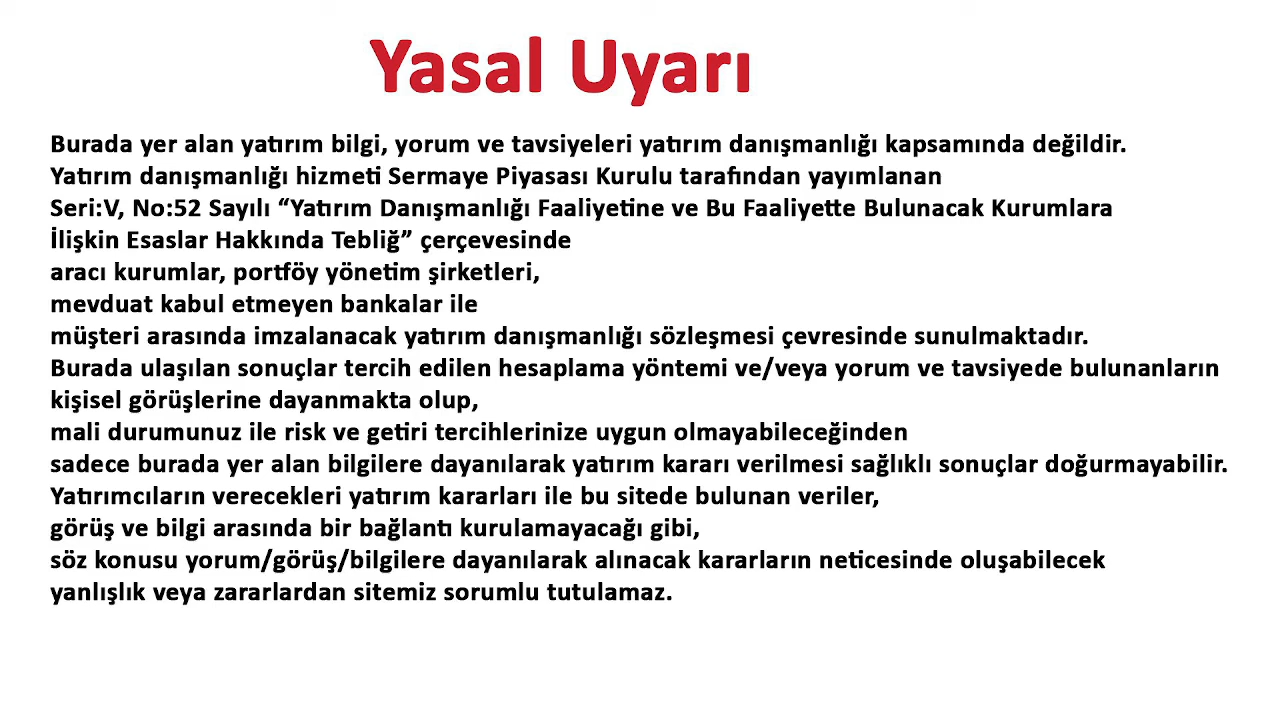 Yasal Uyarı
Burada yer alan yatırım bilgi, yorum ve tavsiyeleri yatırım danışmanlığı kapsamında değildir.
Yatırım danışmanlığı hizmeti Sermaye Piyasası Kurulu tarafından yayımlanan
Seri:V, No:52 Sayılı “Yatırım Danışmanlığı Faaliyetine ve Bu Faaliyette Bulunacak Kurumlara
İlişkin Esaslar Hakkında Tebliğ” çerçevesinde
aracı kurumlar, portföy yönetim şirketleri,
mevduat kabul etmeyen bankalar ile
müşteri arasında imzalanacak yatırım danışmanlığı sözleşmesi çevresinde sunulmaktadır.
Burada ulaşılan sonuçlar tercih edilen hesaplama yöntemi ve/veya yorum ve tavsiyede bulunanların
kişisel görüşlerine dayanmakta olup,
mali durumunuz ile risk ve getiri tercihlerinize uygun olmayabileceğinden
sadece burada yer alan bilgilere dayanılarak yatırım kararı verilmesi sağlıklı sonuçlar doğurmayabilir.
Yatırımcıların verecekleri yatırım kararları ile bu sitede bulunan veriler,
görüş ve bilgi arasında bir bağlantı kurulamayacağı gibi,
söz konusu yorum/görüş/bilgilere dayanılarak alınacak kararların neticesinde oluşabilecek
yanlışlık veya zararlardan sitemiz sorumlu tutulamaz.